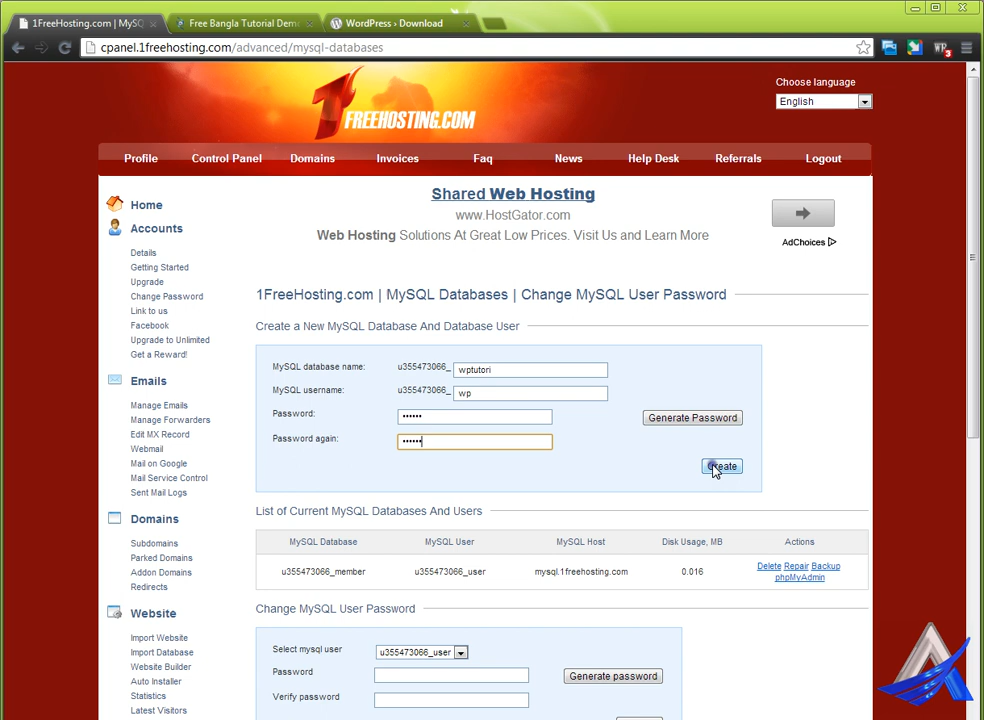 1FreeHosting.com | MySQ
Free Bangla Tutorial Dem
WordPress › Download
cpanel.1freehosting.com/advanced/mysql-databases
WP
3
Choose language
English
1FREEHOSTING.COM
Profile Control Panel Domains Invoices Faq News Help Desk Referrals Logout
Home
Accounts
Details
Getting Started
Upgrade
Change Password
Link to us
Facebook
Upgrade to Unlimited
Get a Reward!
Emails
Manage Emails
Manage Forwarders
Edit MX Record
Webmail
Mail on Google
Mail Service Control
Sent Mail Logs
Domains
Subdomains
Parked Domains
Addon Domains
Redirects
Website
Import Website
Import Database
Website Builder
Auto Installer
Statistics
Latest Visitors
Shared Web Hosting
www.HostGator.com
Web Hosting Solutions At Great Low Prices. Visit Us and Learn More
AdChoices
1FreeHosting.com | MySQL Databases | Change MySQL User Password
Create a New MySQL Database And Database User
MySQL database name: u355473066_ wptutori
MySQL username: u355473066_ wp
Password: •••••• Generate Password
Password again: ••••••
Create
List of Current MySQL Databases And Users
MySQL Database MySQL User MySQL Host Disk Usage, MB Actions
u355473066_member u355473066_user mysql.1freehosting.com 0.016 Delete Repair Backup
phpMyAdmin
Change MySQL User Password
Select mysql user u355473066_user
Password Generate password
Verify password